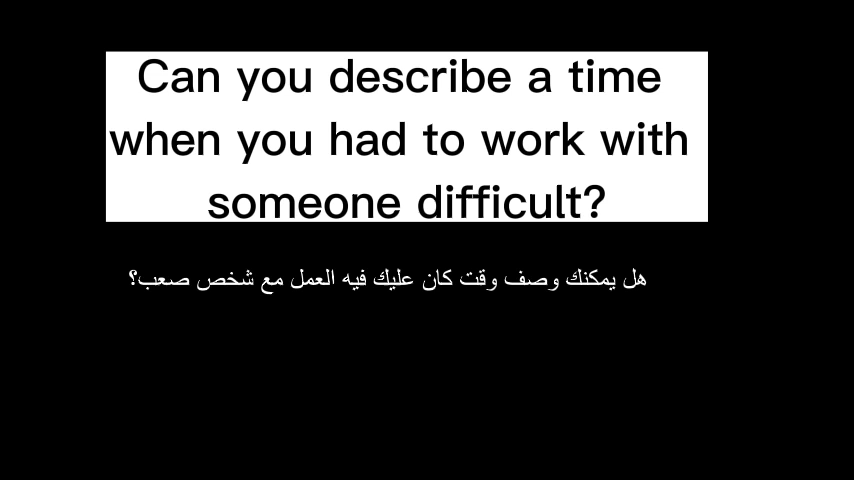 Can you describe a time
when you had to work with
someone difficult?
هل يمكنك وصف وقت كان عليك فيه العمل مع شخص صعب؟